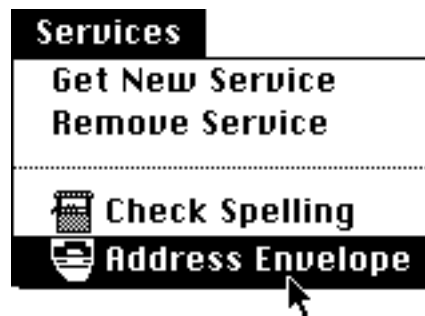 Services
Get New Service
Remove Service
Check Spelling
Address Envelope